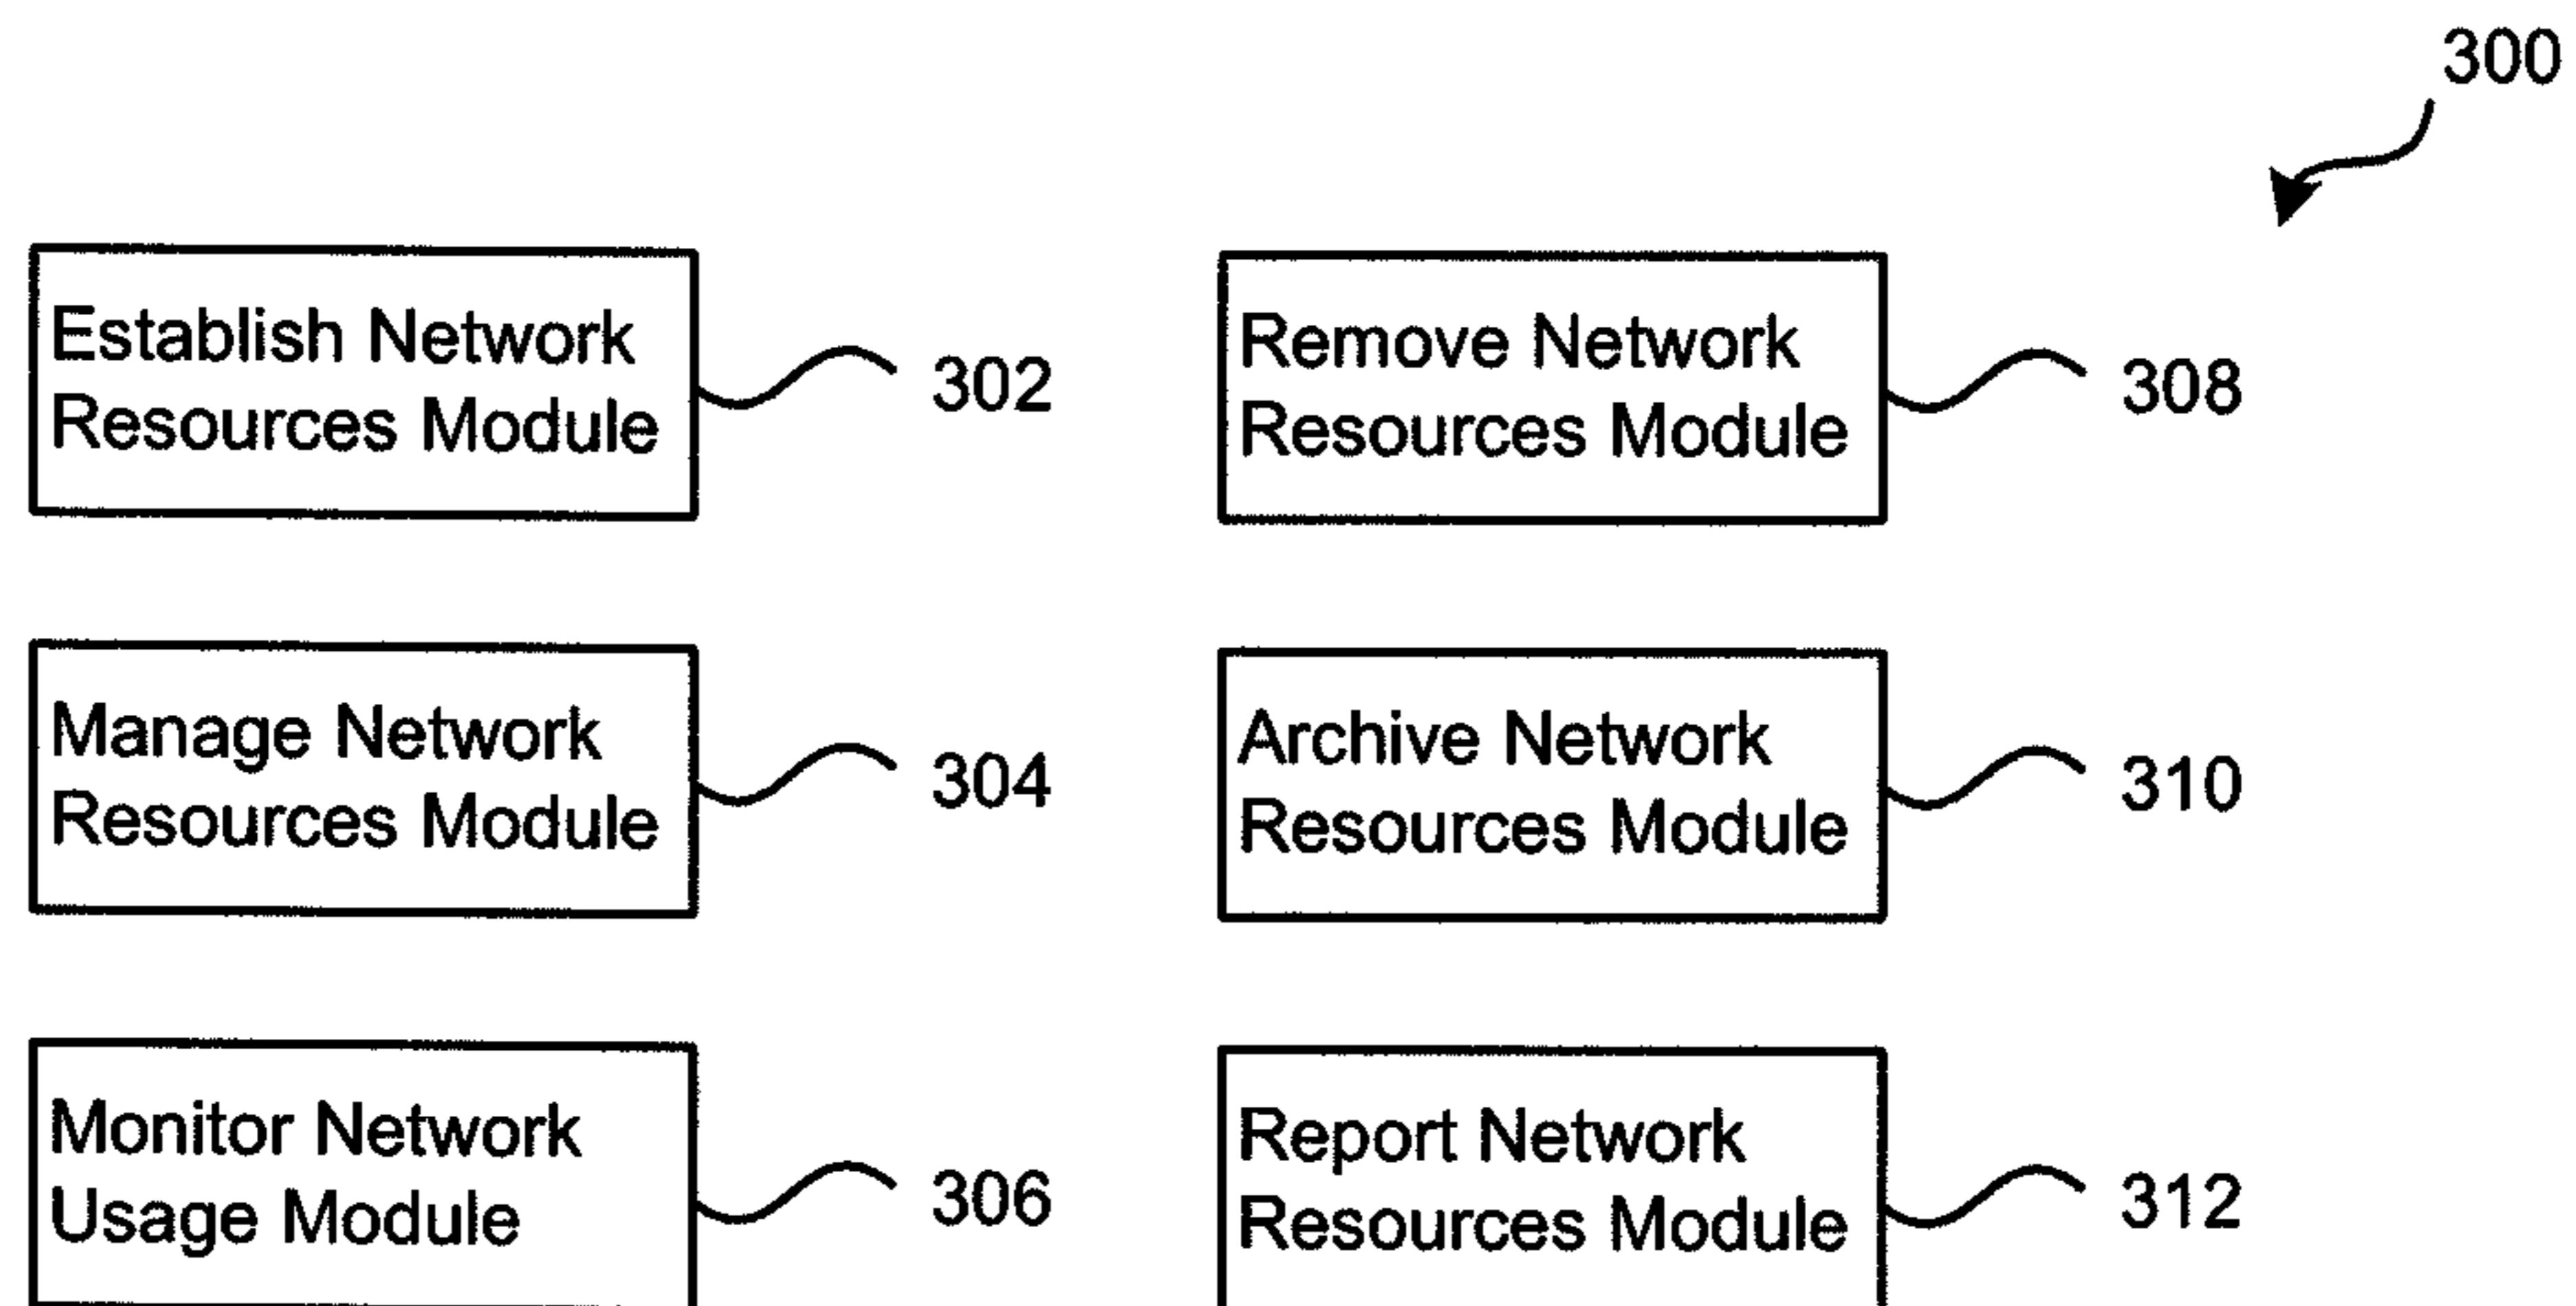 300
Establish Network
Resources Module
302
Remove Network
Resources Module
308
Manage Network
Resources Module
304
Archive Network
Resources Module
310
Monitor Network
Usage Module
306
Report Network
Resources Module
312